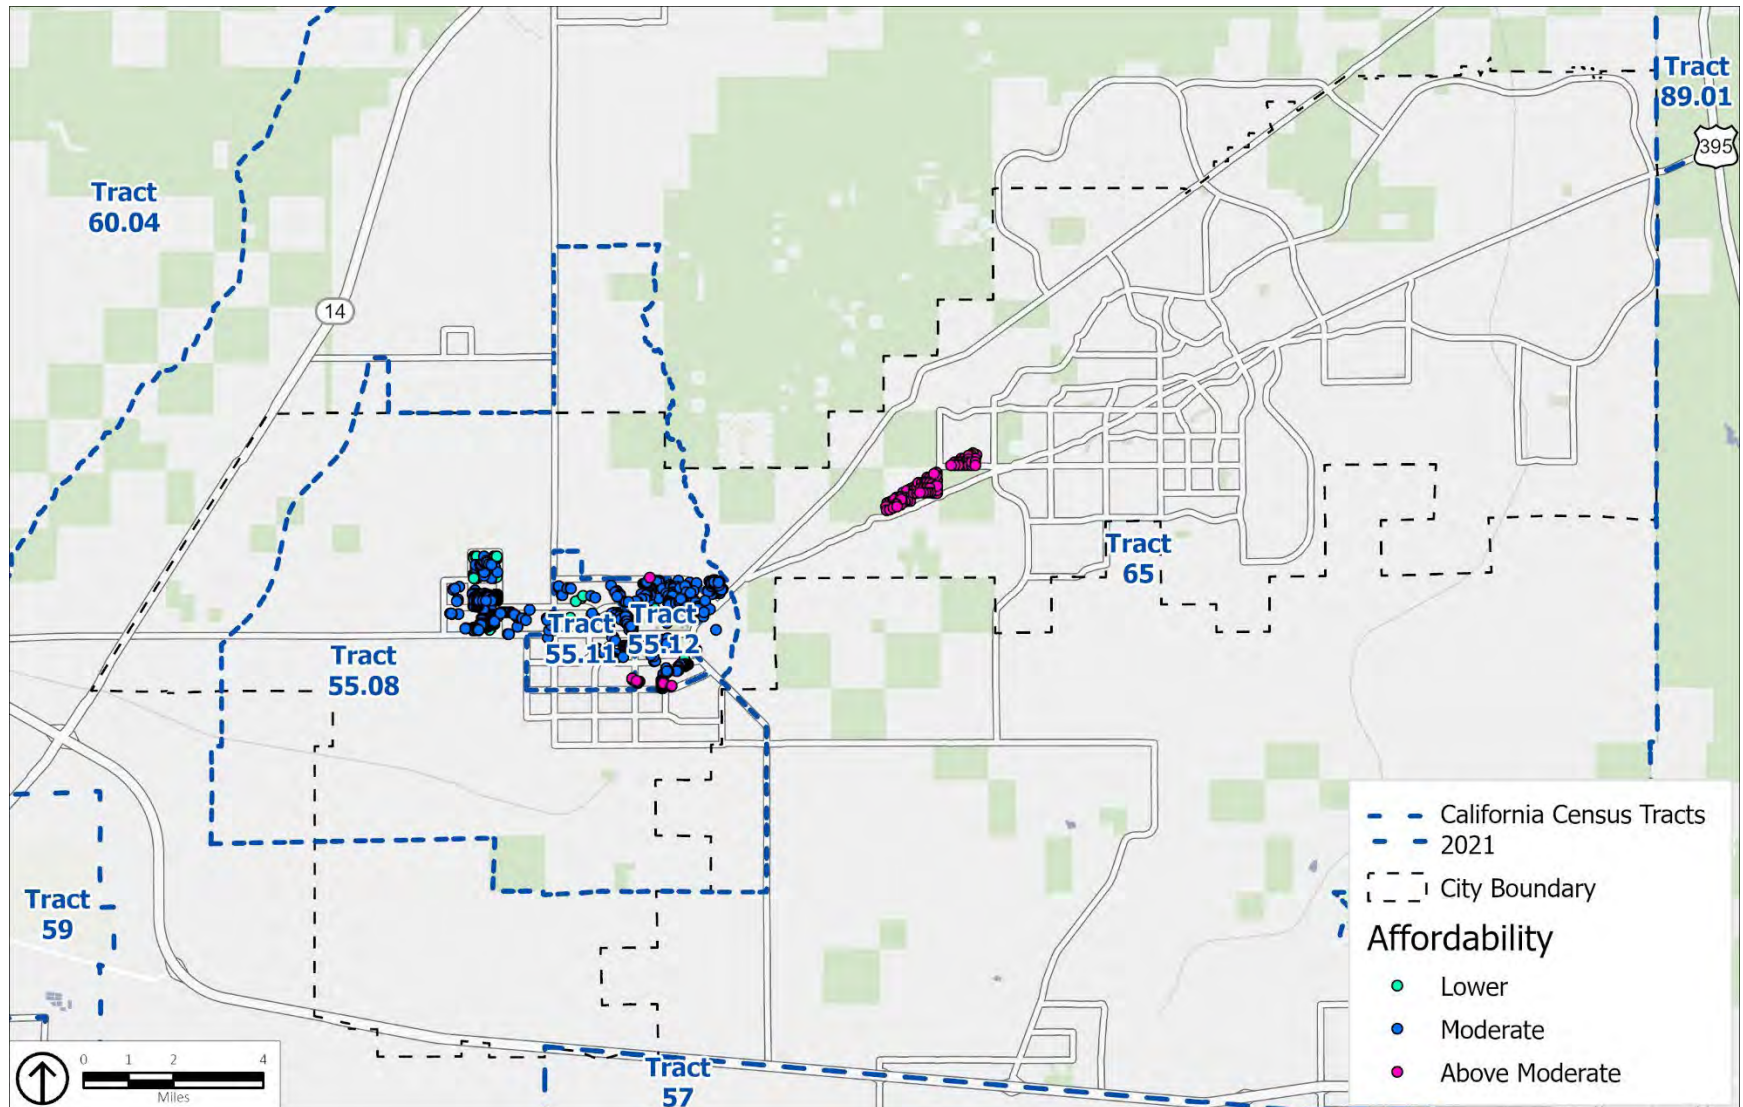 Tract
89.01
395
Tract
60.04
14
Tract
65
Tract
55.11
Tract
55.12
Tract
55.08
Tract
59
Tract
57
California Census Tracts
2021
City Boundary
Affordability
Lower
Moderate
Above Moderate
0 1 2 4
Miles